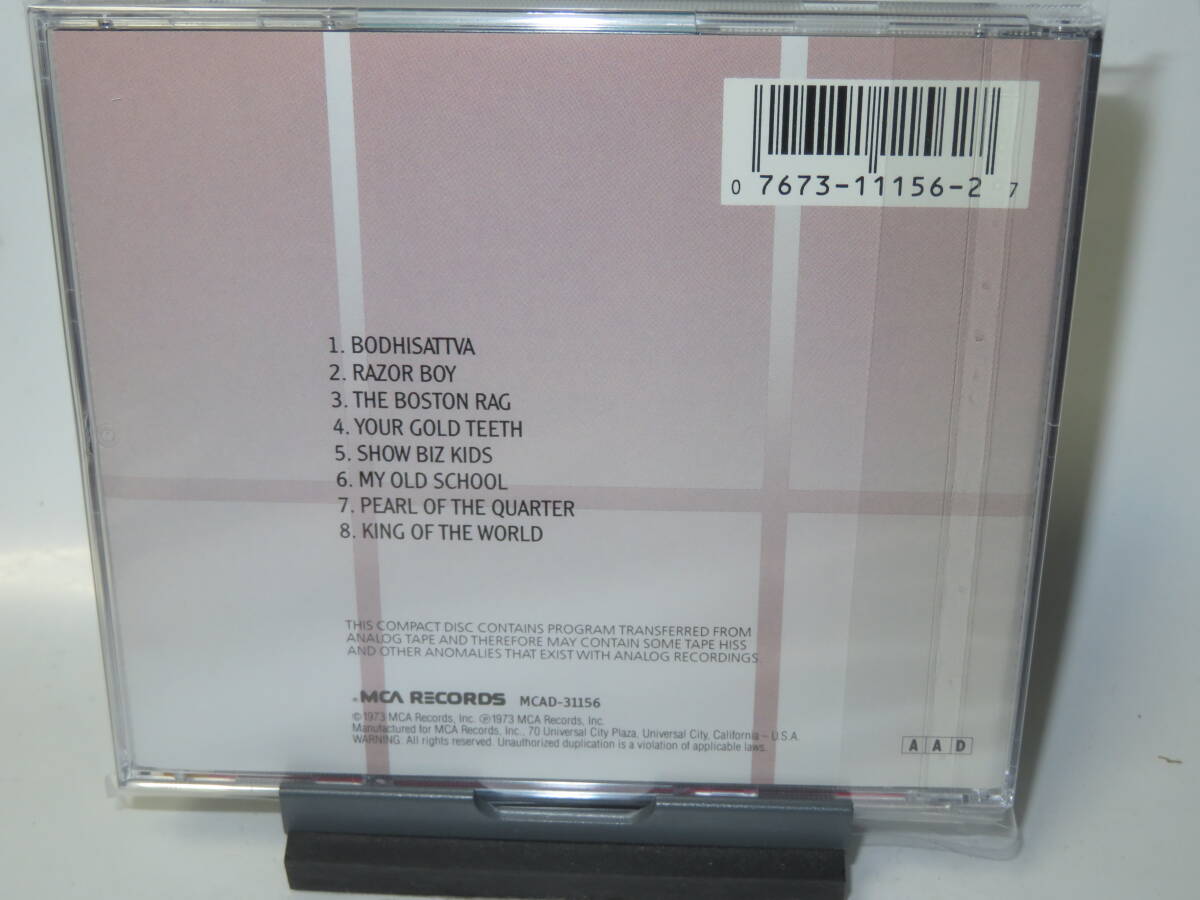 0 7673-11156-2 7
1. BODHISATTVA
2. RAZOR BOY
3. THE BOSTON RAG
4. YOUR GOLD TEETH
5. SHOW BIZ KIDS
6. MY OLD SCHOOL
7. PEARL OF THE QUARTER
8. KING OF THE WORLD
THIS COMPACT DISC CONTAINS PROGRAM TRANSFERRED FROM
ANALOG TAPE AND THEREFORE MAY CONTAIN SOME TAPE HISS
AND OTHER ANOMALIES THAT EXIST WITH ANALOG RECORDINGS.
MCA RECORDS MCAD-31156
© 1973 MCA Records, Inc. ℗ 1973 MCA Records, Inc.
Manufactured for MCA Records, Inc., 70 Universal City Plaza, Universal City, California – U.S.A.
WARNING: All rights reserved. Unauthorized duplication is a violation of applicable laws.
A A D